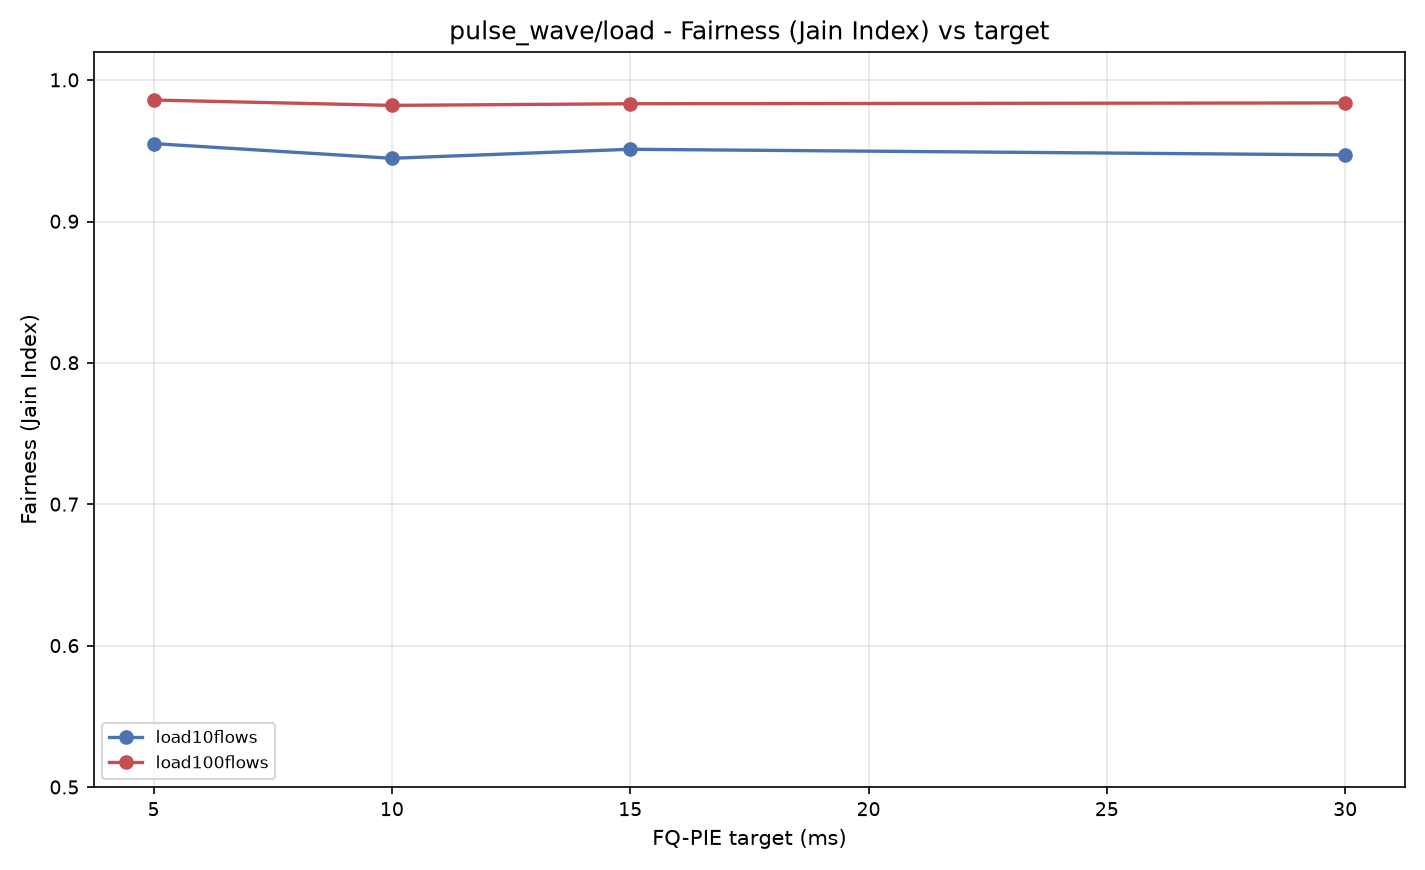 pulse_wave/load - Fairness (Jain Index) vs target
Fairness (Jain Index)
1.0
0.9
0.8
0.7
0.6
0.5
load10flows
load100flows
5
10
15
20
25
30
FQ-PIE target (ms)